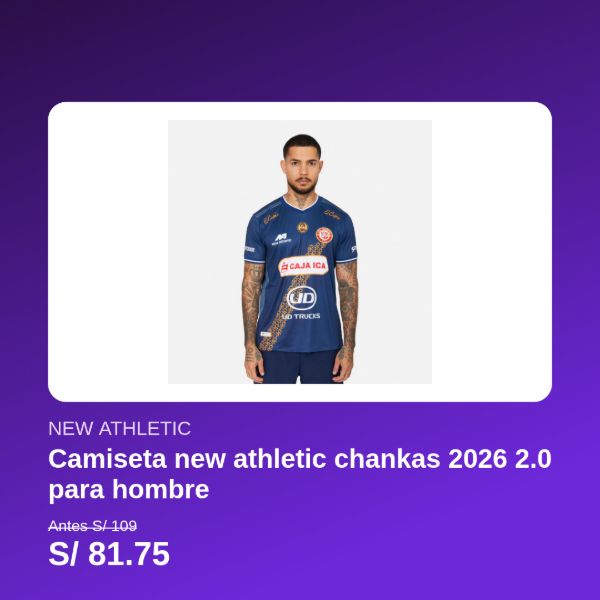 CAJA ICA
UD
UD TRUCKS
NEW ATHLETIC
Camiseta new athletic chankas 2026 2.0
para hombre
Antes S/ 109
S/ 81.75